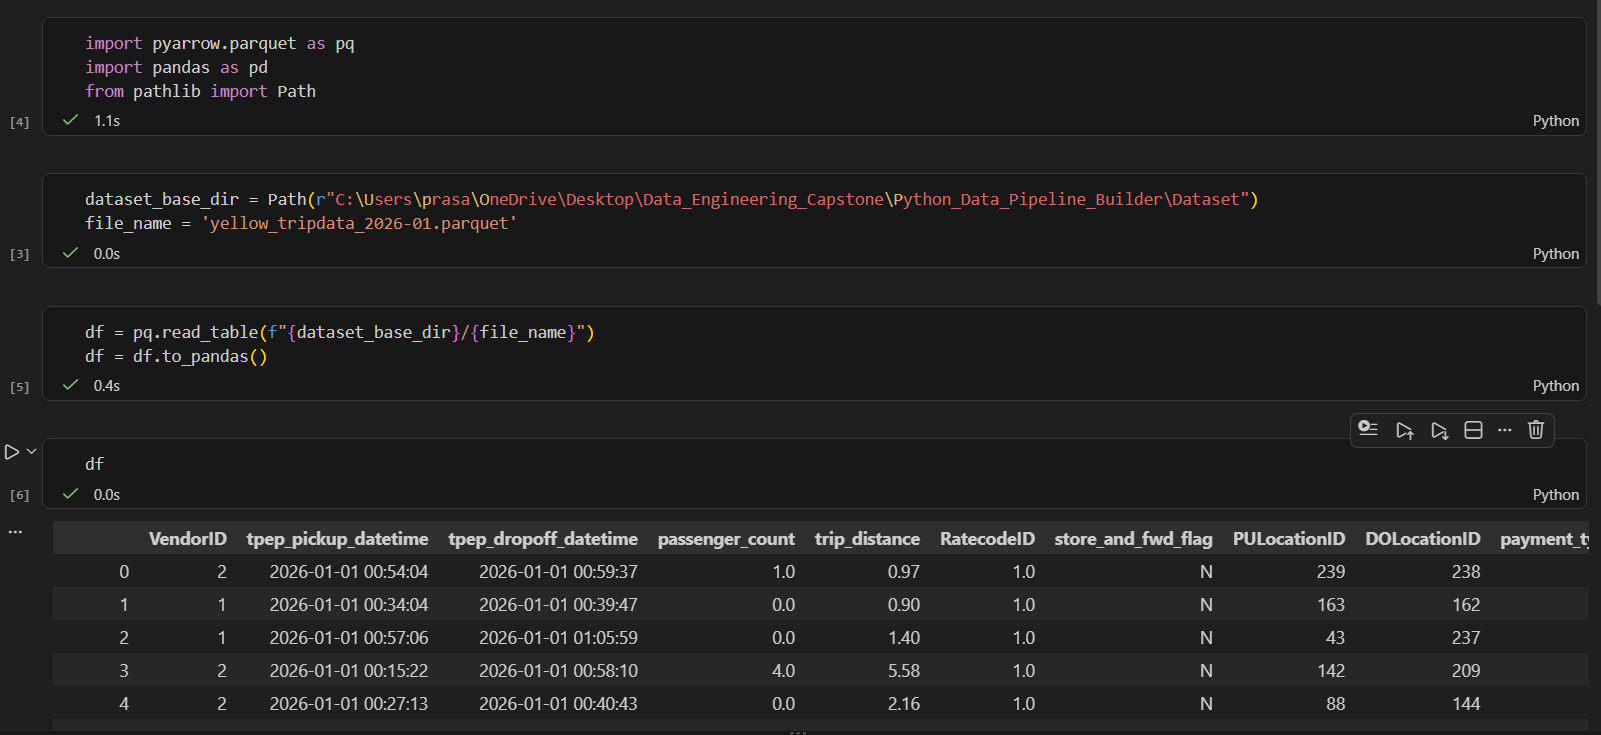 import pyarrow.parquet as pq
import pandas as pd
from pathlib import Path
[4]
1.1s
Python
dataset_base_dir = Path(r"C:\Users\prasa\OneDrive\Desktop\Data_Engineering_Capstone\Python_Data_Pipeline_Builder\Dataset")
file_name = 'yellow_tripdata_2026-01.parquet'
[3]
0.0s
Python
df = pq.read_table(f"{dataset_base_dir}/{file_name}")
df = df.to_pandas()
[5]
0.4s
Python
df
[6]
0.0s
Python
VendorID tpep_pickup_datetime tpep_dropoff_datetime passenger_count trip_distance RatecodeID store_and_fwd_flag PULocationID DOLocationID
0 2 2026-01-01 00:54:04 2026-01-01 00:59:37 1.0 0.97 1.0 N 239 238
1 1 2026-01-01 00:34:04 2026-01-01 00:39:47 0.0 0.90 1.0 N 163 162
2 1 2026-01-01 00:57:06 2026-01-01 01:05:59 0.0 1.40 1.0 N 43 237
3 2 2026-01-01 00:15:22 2026-01-01 00:58:10 4.0 5.58 1.0 N 142 209
4 2 2026-01-01 00:27:13 2026-01-01 00:40:43 0.0 2.16 1.0 N 88 144